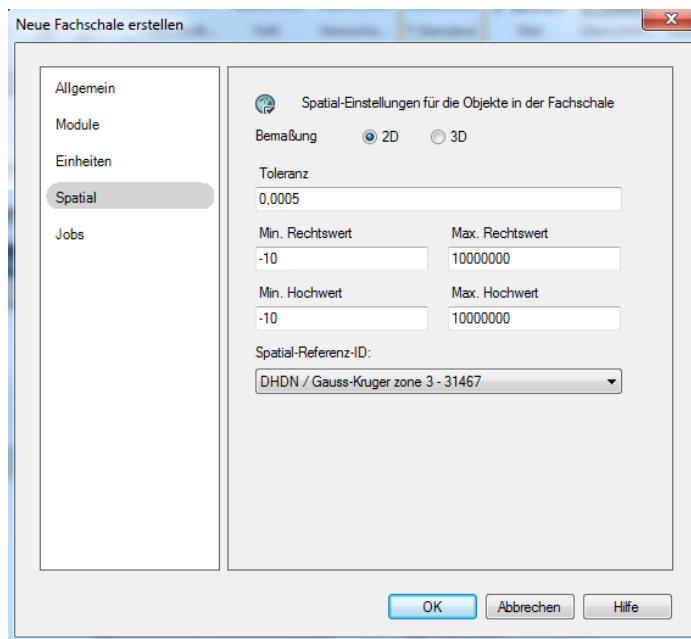 Neue Fachschale erstellen
Allgemein
Module
Einheiten
Spatial
Jobs
Spatial-Einstellungen für die Objekte in der Fachschale
Bemaßung 2D 3D
Toleranz
0,0005
Min. Rechtswert Max. Rechtswert
-10 10000000
Min. Hochwert Max. Hochwert
-10 10000000
Spatial-Referenz-ID:
DHDN / Gauss-Kruger zone 3 - 31467
OK Abbrechen Hilfe